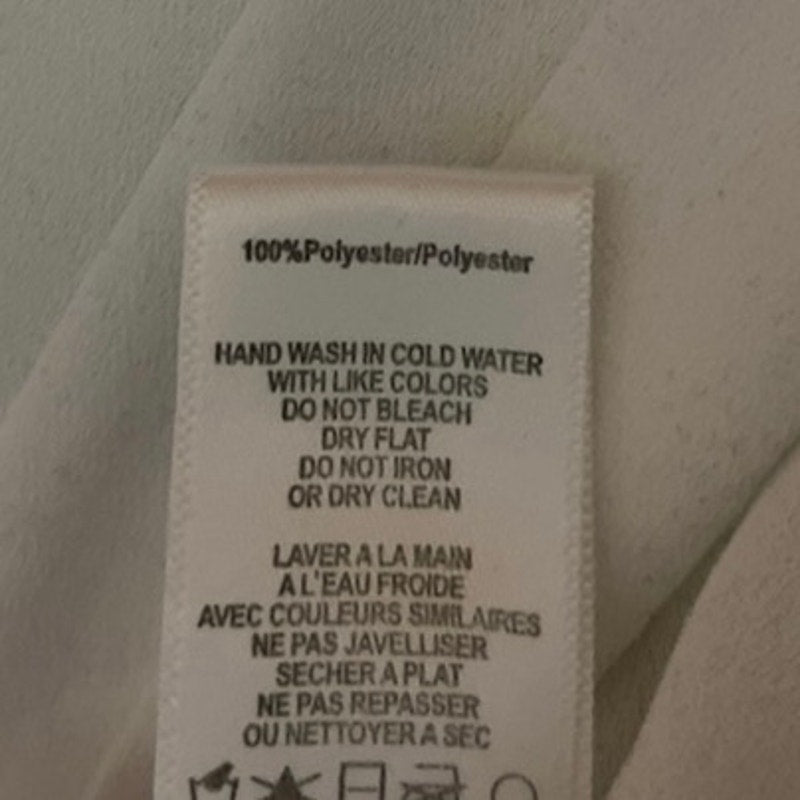 100%Polyester/Polyester
HAND WASH IN COLD WATER
WITH LIKE COLORS
DO NOT BLEACH
DRY FLAT
DO NOT IRON
OR DRY CLEAN
LAVER A LA MAIN
A L'EAU FROIDE
AVEC COULEURS SIMILAIRES
NE PAS JAVELLISER
SECHER A PLAT
NE PAS REPASSER
OU NETTOYER A SEC